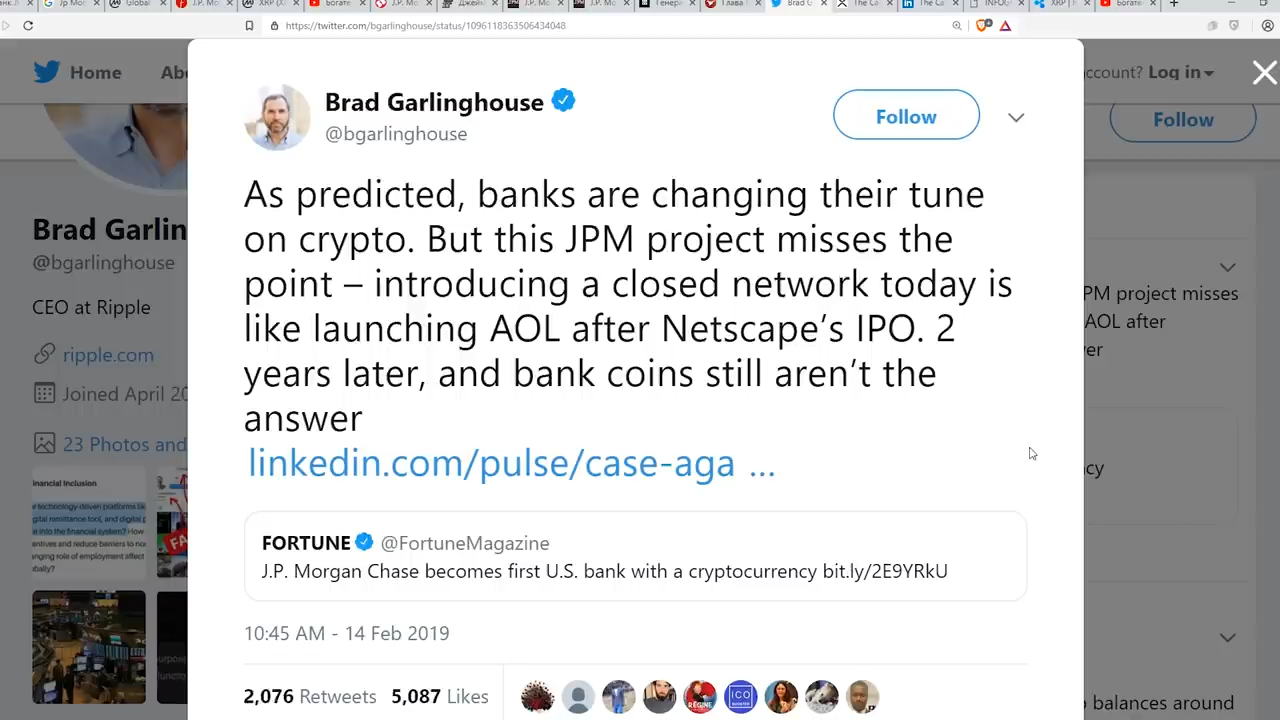 https://twitter.com/bgarlinghouse/status/1096118363506434048
Home
account? Log in
Brad Garlinghouse
@bgarlinghouse
Follow
Follow
As predicted, banks are changing their tune
on crypto. But this JPM project misses the
point – introducing a closed network today is
like launching AOL after Netscape’s IPO. 2
years later, and bank coins still aren’t the
answer
linkedin.com/pulse/case-aga ...
FORTUNE @FortuneMagazine
J.P. Morgan Chase becomes first U.S. bank with a cryptocurrency bit.ly/2E9YRkU
10:45 AM - 14 Feb 2019
2,076 Retweets 5,087 Likes
Brad Garlin
@bgarlinghouse
CEO at Ripple
ripple.com
Joined April 20
23 Photos and
PM project misses
AOL after
balances around